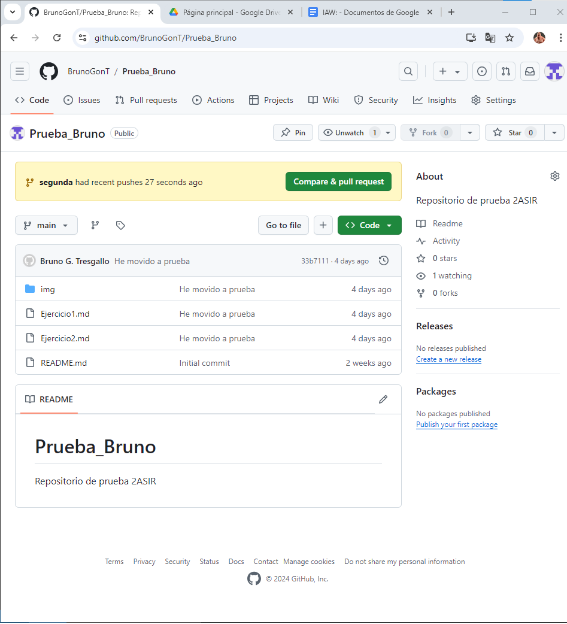 BrunoGonT/Prueba_Bruno: Re
Página principal - Google Driv
IAW: - Documentos de Google
github.com/BrunoGonT/Prueba_Bruno
BrunoGonT / Prueba_Bruno
Code
Issues
Pull requests
Actions
Projects
Wiki
Security
Insights
Settings
Prueba_Bruno Public
Pin
Unwatch 1
Fork 0
Star 0
segunda had recent pushes 27 seconds ago
Compare & pull request
main
Go to file
Code
Bruno G. Tresgallo He movido a prueba 33b7111 · 4 days ago
img He movido a prueba 4 days ago
Ejercicio1.md He movido a prueba 4 days ago
Ejercicio2.md He movido a prueba 4 days ago
README.md Initial commit 2 weeks ago
README
Prueba_Bruno
Repositorio de prueba 2ASIR
About
Repositorio de prueba 2ASIR
Readme
Activity
0 stars
1 watching
0 forks
Releases
No releases published
Create a new release
Packages
No packages published
Publish your first package
Terms Privacy Security Status Docs Contact Manage cookies Do not share my personal information
© 2024 GitHub, Inc.